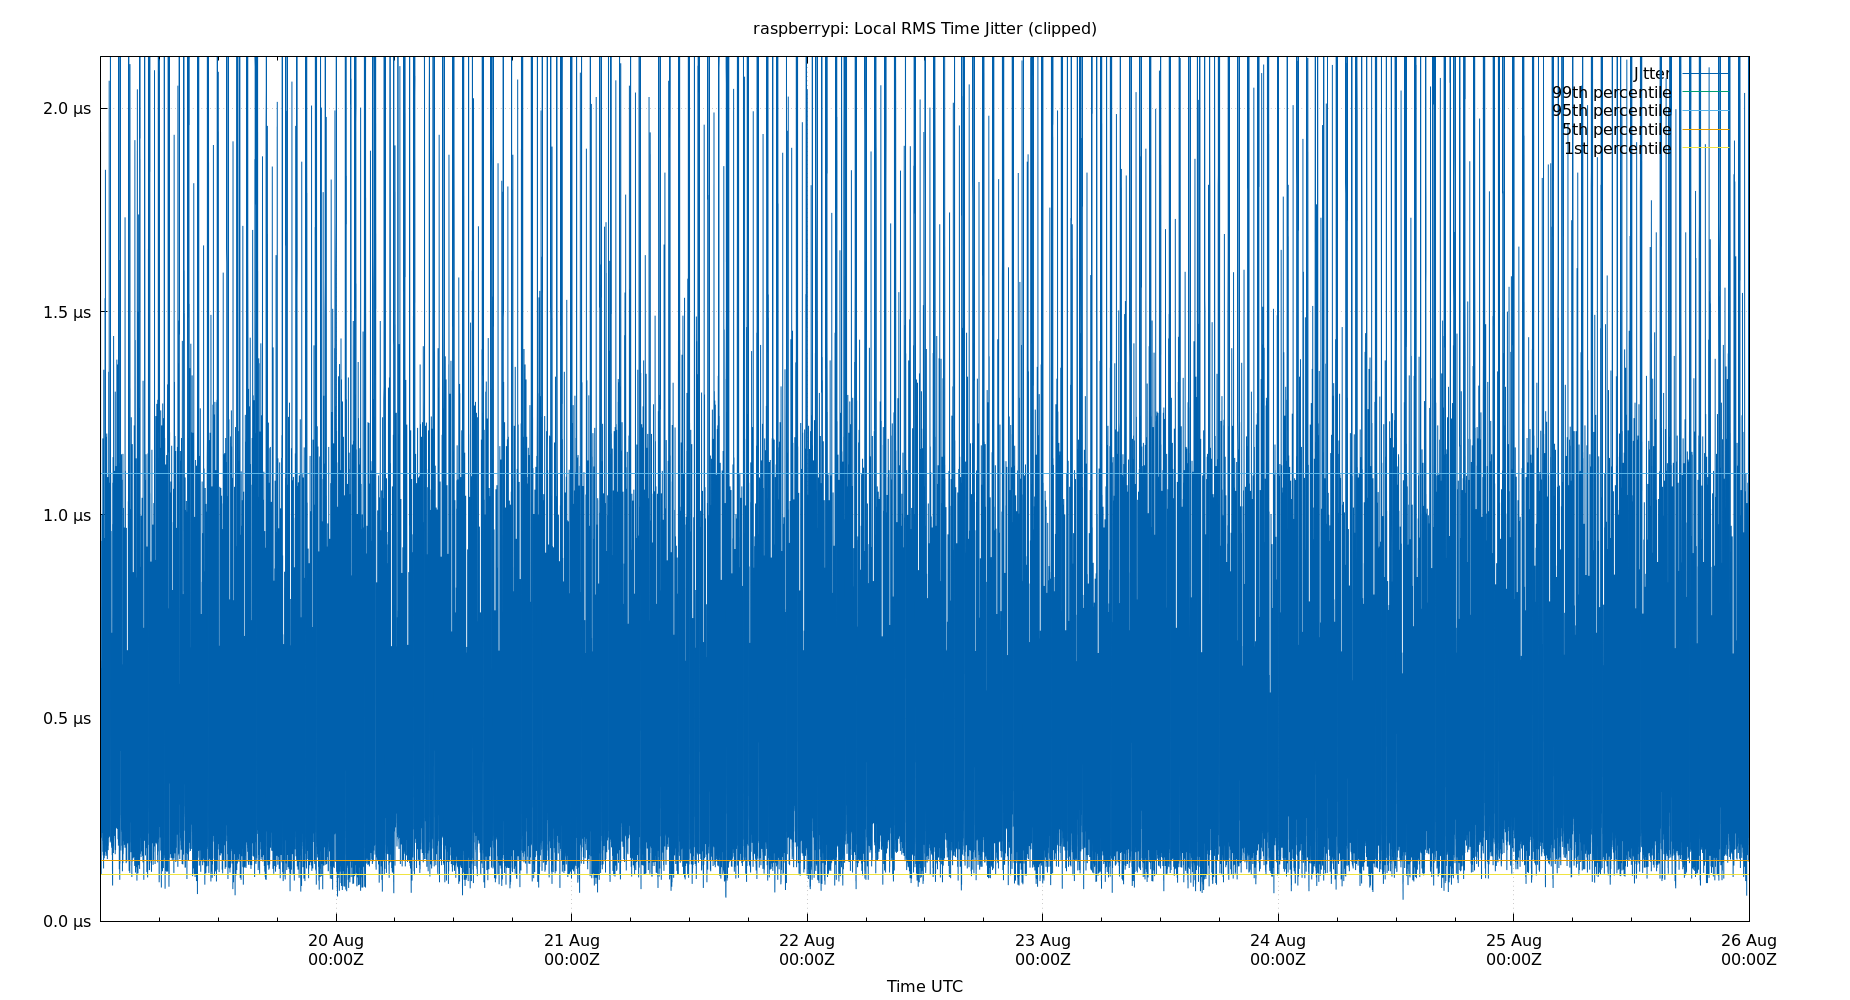 raspberrypi: Local RMS Time Jitter (clipped)
Jitter
99th percentile
95th percentile
5th percentile
1st percentile
2.0 µs
1.5 µs
1.0 µs
0.5 µs
0.0 µs
20 Aug
00:00Z
21 Aug
00:00Z
22 Aug
00:00Z
23 Aug
00:00Z
24 Aug
00:00Z
25 Aug
00:00Z
26 Aug
00:00Z
Time UTC